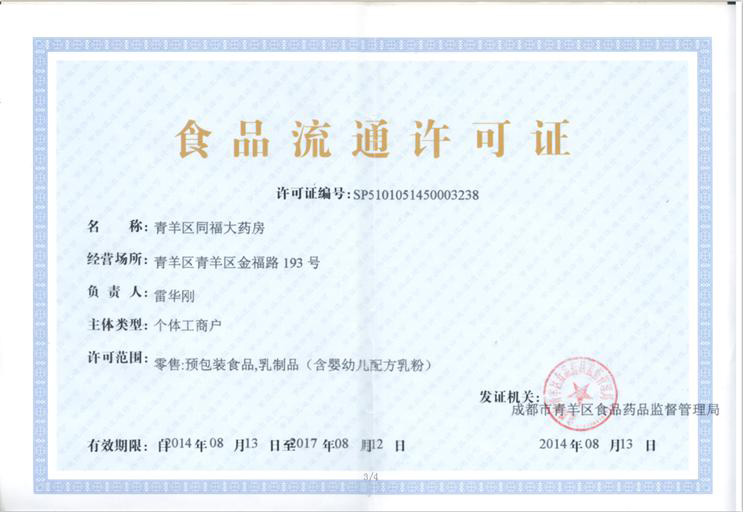 食品流通许可证
许可证编号:SP5101051450003238
名 称: 青羊区同福大药房
经营场所: 青羊区青羊区金福路 193 号
负 责 人: 雷华刚
主体类型: 个体工商户
许可范围: 零售:预包装食品,乳制品（含婴幼儿配方乳粉）
发证机关:
成都市青羊区食品药品监督管理局
有效期限: 自2014 年 08 月 13 日至2017 年 08 月 12 日
2014 年 08 月 13 日
3/4